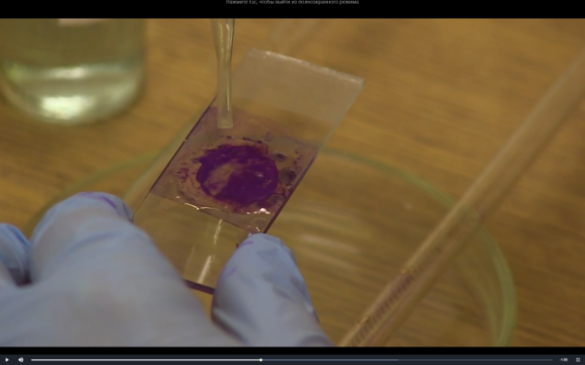 Нажмите Esc, чтобы выйти из полноэкранного режима